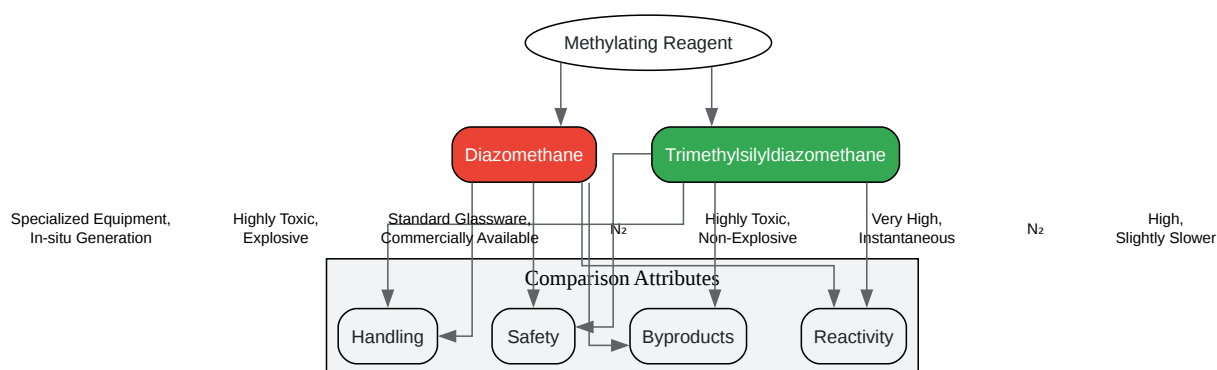 Methylating Reagent
Diazomethane
Trimethylsilyldiazomethane
Specialized Equipment,
In-situ Generation
Highly Toxic,
Explosive
Standard Glassware,
Commercially Available
N₂
Highly Toxic,
Non-Explosive
Very High,
Instantaneous
N₂
High,
Slightly Slower
Comparison Attributes
Handling
Safety
Byproducts
Reactivity